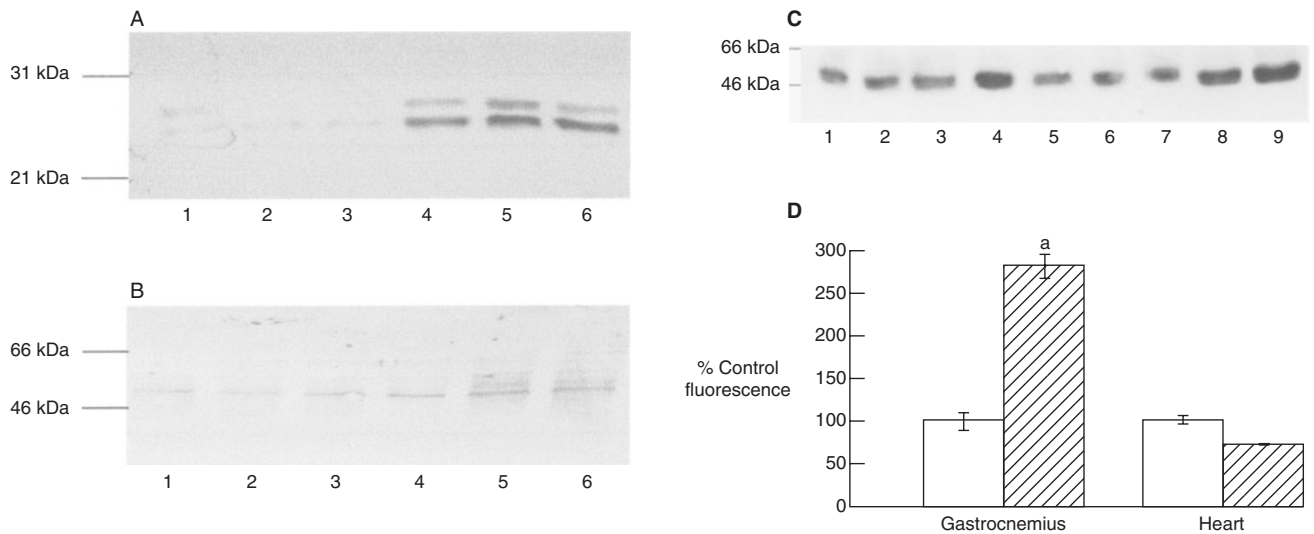 A
31 kDa
21 kDa
1 2 3 4 5 6
B
66 kDa
46 kDa
1 2 3 4 5 6
C
66 kDa
46 kDa
1 2 3 4 5 6 7 8 9
D
% Control
fluorescence
300
250
200
150
100
50
0
a
Gastrocnemius Heart